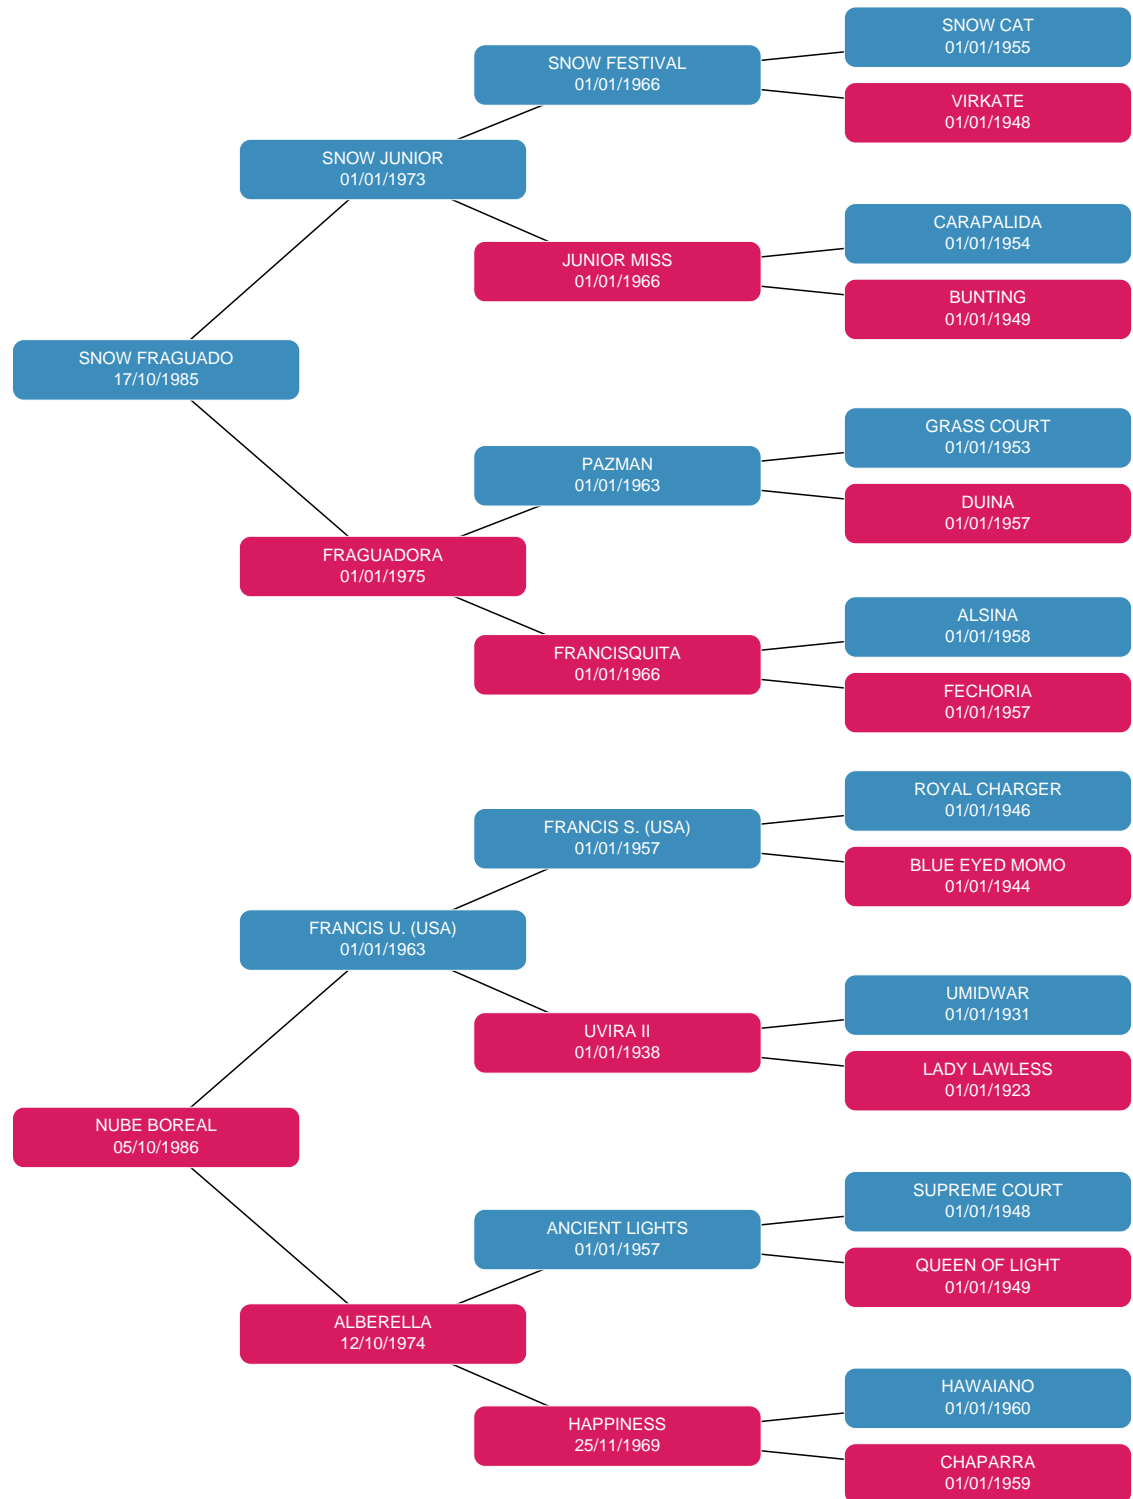 SNOW CAT
01/01/1955
SNOW FESTIVAL
01/01/1966
VIRKATE
01/01/1948
SNOW JUNIOR
01/01/1973
CARAPALIDA
01/01/1954
JUNIOR MISS
01/01/1966
BUNTING
01/01/1949
SNOW FRAGUADO
17/10/1985
GRASS COURT
01/01/1953
PAZMAN
01/01/1963
DUINA
01/01/1957
FRAGUADORA
01/01/1975
ALSINA
01/01/1958
FRANCISQUITA
01/01/1966
FECHORIA
01/01/1957
ROYAL CHARGER
01/01/1946
FRANCIS S. (USA)
01/01/1957
BLUE EYED MOMO
01/01/1944
FRANCIS U. (USA)
01/01/1963
UMIDWAR
01/01/1931
UVIRA II
01/01/1938
LADY LAWLESS
01/01/1923
NUBE BOREAL
05/10/1986
SUPREME COURT
01/01/1948
ANCIENT LIGHTS
01/01/1957
QUEEN OF LIGHT
01/01/1949
ALBERELLA
12/10/1974
HAWAIANO
01/01/1960
HAPPINESS
25/11/1969
CHAPARRA
01/01/1959